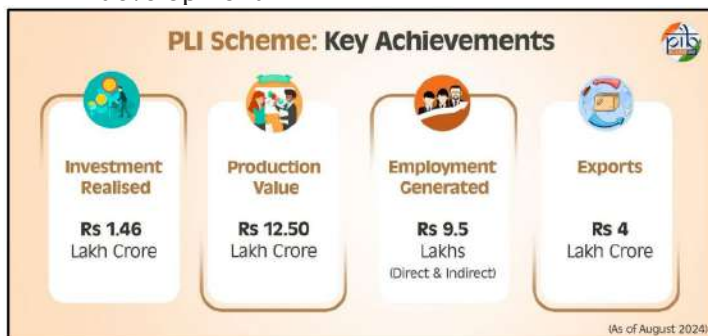 PLI Scheme: Key Achievements
pib
Investment
Realised
Rs 1.46
Lakh Crore
Production
Value
Rs 12.50
Lakh Crore
Employment
Generated
Rs 9.5
Lakhs
(Direct & Indirect)
Exports
Rs 4
Lakh Crore
(As of August 2024)